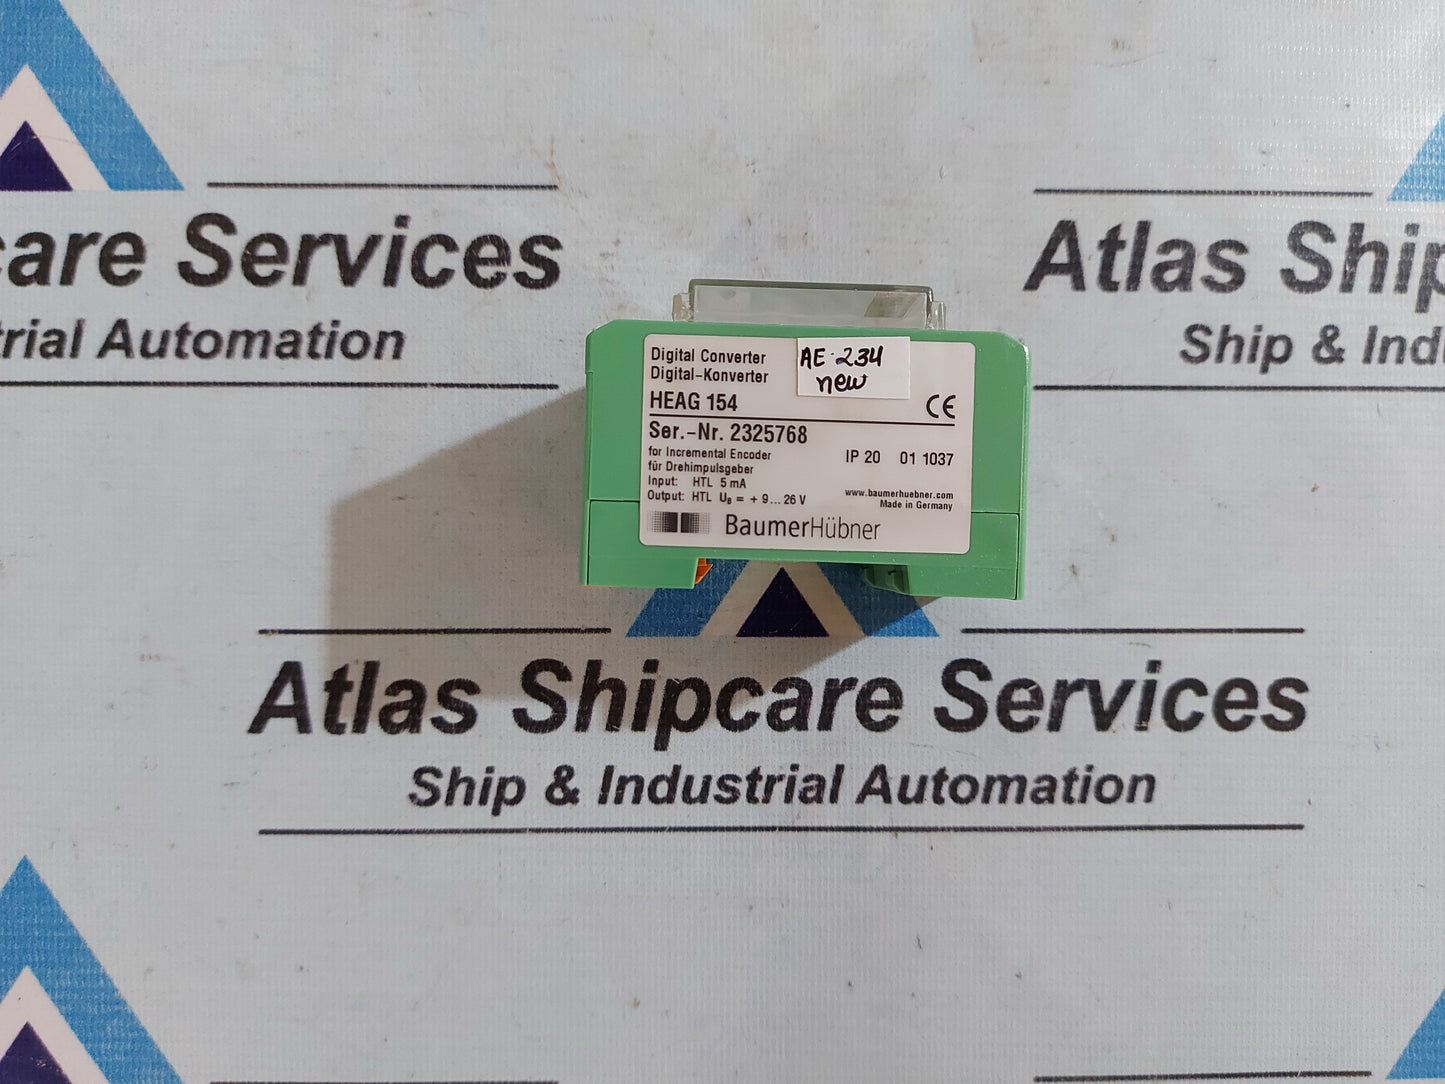 care Services
trial Automation
Atlas Ship
Ship & Ind
Digital Converter
Digital-Konverter
AE-234
new
HEAG 154
CE
Ser.-Nr. 2325768
for Incremental Encoder
für Drehimpulsgeber
IP 20 01 1037
Input: HTL 5 mA
Output: HTL UB = + 9... 26 V
www.baumerhuebner.com
Made in Germany
BaumerHübner
Atlas Shipcare Services
Ship & Industrial Automation